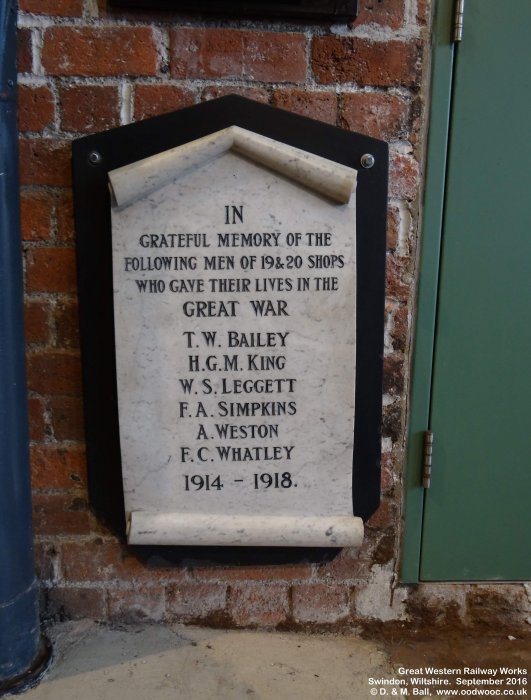 IN
GRATEFUL MEMORY OF THE
FOLLOWING MEN OF 19 & 20 SHOPS
WHO GAVE THEIR LIVES IN THE
GREAT WAR
T. W. BAILEY
H. G. M. KING
W. S. LEGGETT
F. A. SIMPKINS
A. WESTON
F. C. WHATLEY
1914 – 1918.
Great Western Railway Works
Swindon, Wiltshire. September 2016
© D. & M. Ball. www.oodwooc.co.uk